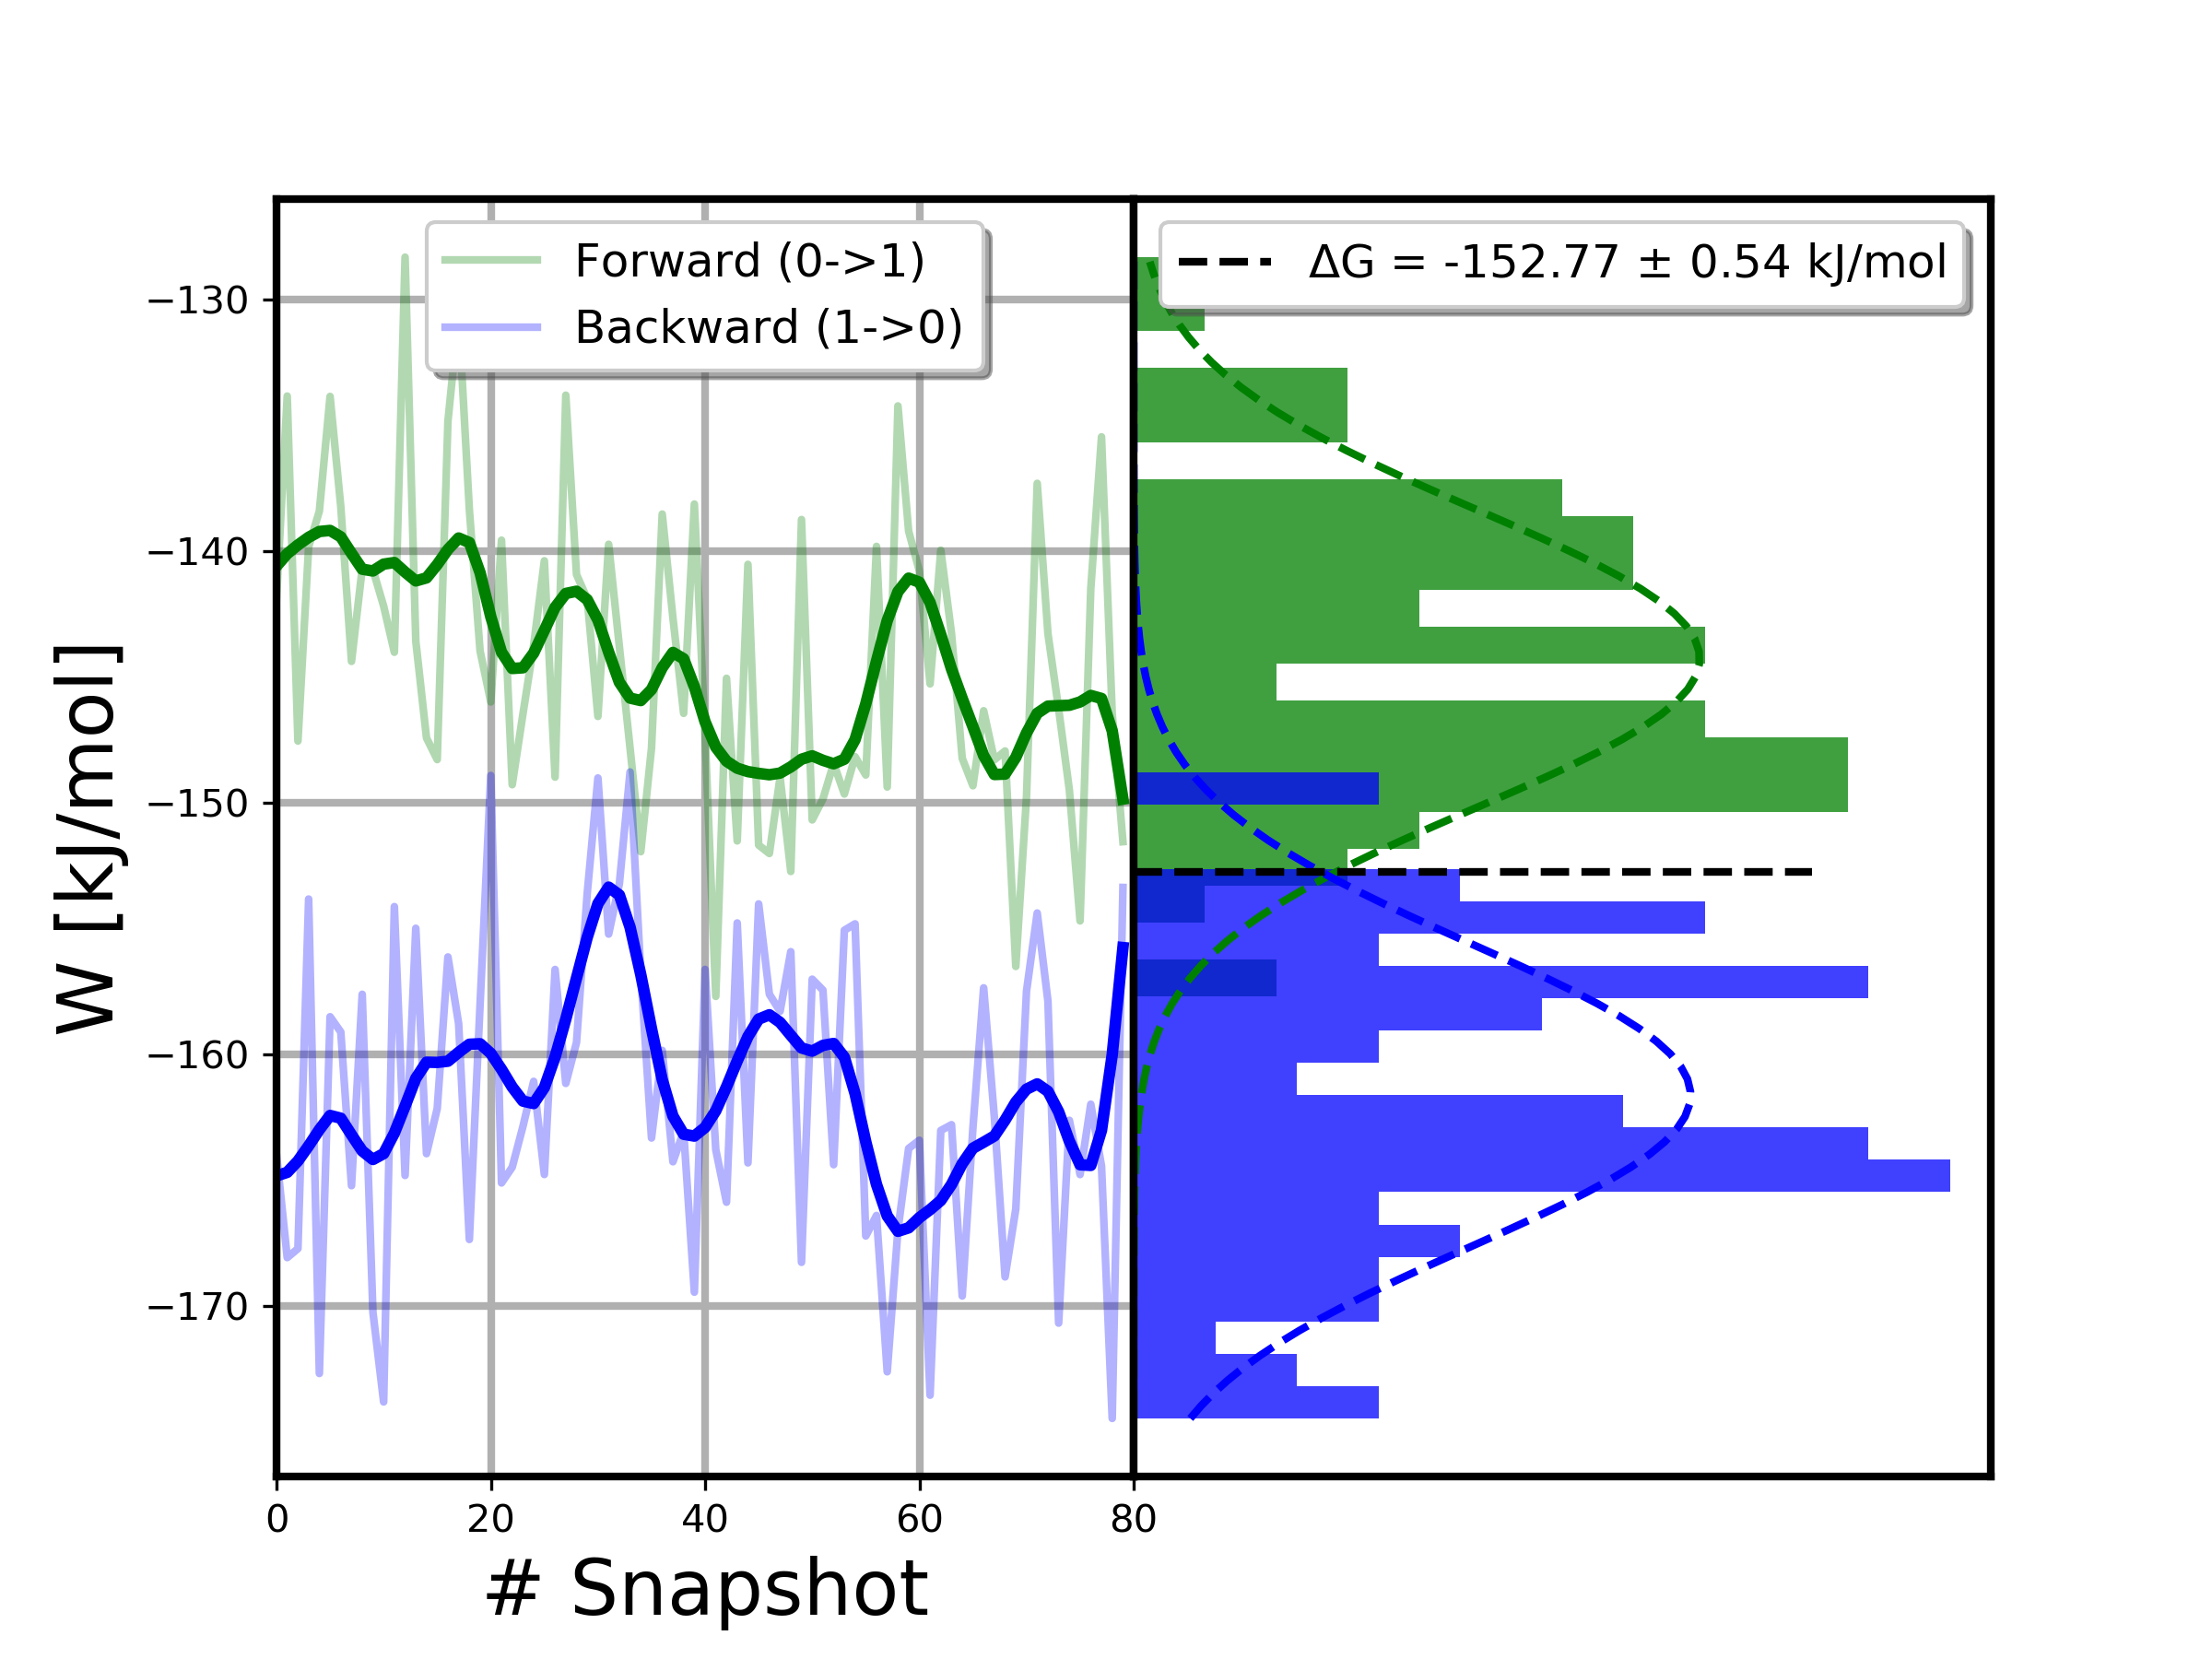 Forward (0->1)
Backward (1->0)
ΔG = -152.77 ± 0.54 kJ/mol
W [kJ/mol]
−130
−140
−150
−160
−170
0 20 40 60 80
# Snapshot